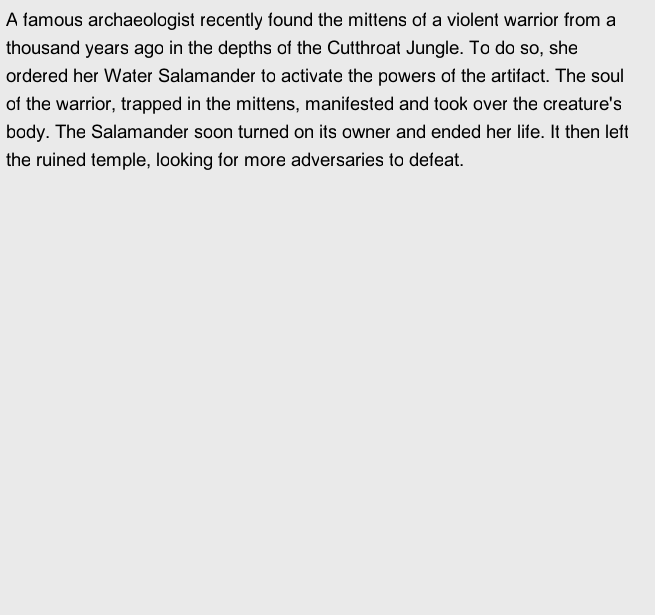 A famous archaeologist recently found the mittens of a violent warrior from a
thousand years ago in the depths of the Cutthroat Jungle. To do so, she
ordered her Water Salamander to activate the powers of the artifact. The soul
of the warrior, trapped in the mittens, manifested and took over the creature's
body. The Salamander soon turned on its owner and ended her life. It then left
the ruined temple, looking for more adversaries to defeat.